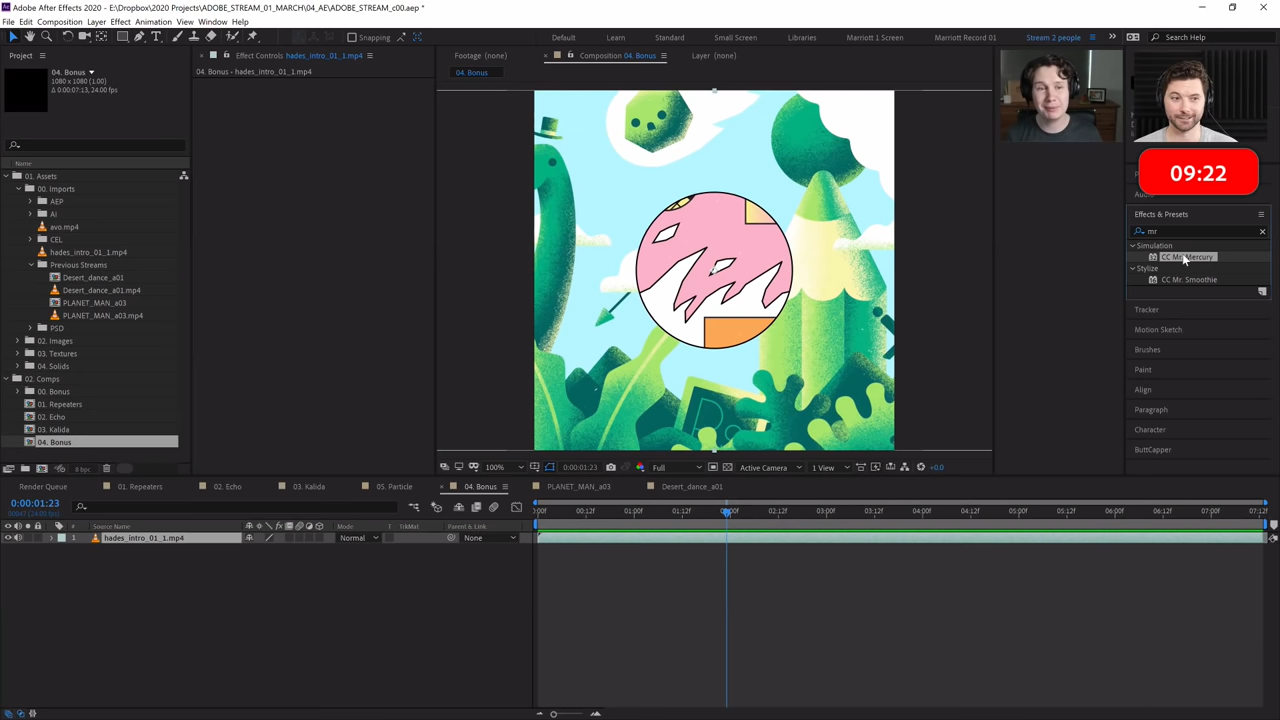 Adobe After Effects 2020 - E:\Dropbox\2020 Projects\ADOBE_STREAM_01_MARCH\04_AE\ADOBE_STREAM_c00.aep *
File Edit Composition Layer Effect Animation View Window Help
Snapping
Default Learn Standard Small Screen Libraries Marriott 1 Screen Marriott Record 01 Stream 2 people Search Help
Project
Effect Controls hades_intro_01_1.mp4
Footage (none)
Composition 04. Bonus
Layer (none)
04. Bonus
1080 x 1080 (1.00)
Δ 0:00:07:13, 24.00 fps
04. Bonus - hades_intro_01_1.mp4
04. Bonus
Name
01. Assets
00. Imports
AEP
AI
avo.mp4
CEL
hades_intro_01_1.mp4
Previous Streams
Desert_dance_a01
Desert_dance_a01.mp4
PLANET_MAN_a03
PLANET_MAN_a03.mp4
PSD
02. Images
03. Textures
04. Solids
02. Comps
00. Bonus
01. Repeaters
02. Echo
03. Kalida
04. Bonus
8 bpc
09:22
Effects & Presets
mr
Simulation
CC Mr. Mercury
Stylize
CC Mr. Smoothie
Tracker
Motion Sketch
Brushes
Paint
Align
Paragraph
Character
ButtCapper
100% 0:00:01:23 Full Active Camera 1 View +0.0
Render Queue 01. Repeaters 02. Echo 03. Kalida 05. Particle 04. Bonus PLANET_MAN_a03 Desert_dance_a01
0:00:01:23
# Source Name Mode T TrkMat Parent & Link
1 hades_intro_01_1.mp4 Normal None
00:12f 01:00f 01:12f 02:12f 03:00f 03:12f 04:00f 04:12f 05:00f 05:12f 06:00f 06:12f 07:00f 07:12f